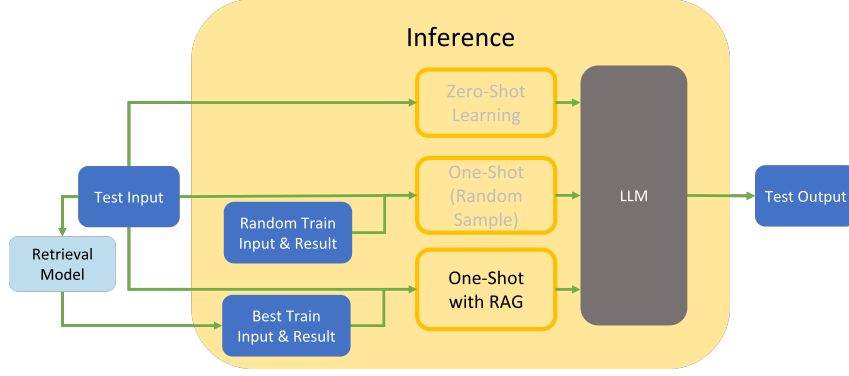 Inference
Zero-Shot
Learning
Test Input
One-Shot
(Random
Sample)
Random Train
Input & Result
LLM
Test Output
Retrieval
Model
One-Shot
with RAG
Best Train
Input & Result